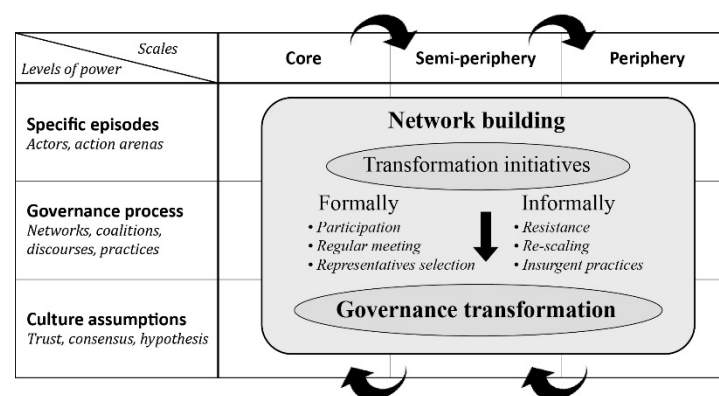 Scales
Levels of power
Core
Semi-periphery
Periphery
Specific episodes
Actors, action arenas
Governance process
Networks, coalitions,
discourses, practices
Culture assumptions
Trust, consensus, hypothesis
Network building
Transformation initiatives
Formally
• Participation
• Regular meeting
• Representatives selection
Informally
• Resistance
• Re-scaling
• Insurgent practices
Governance transformation